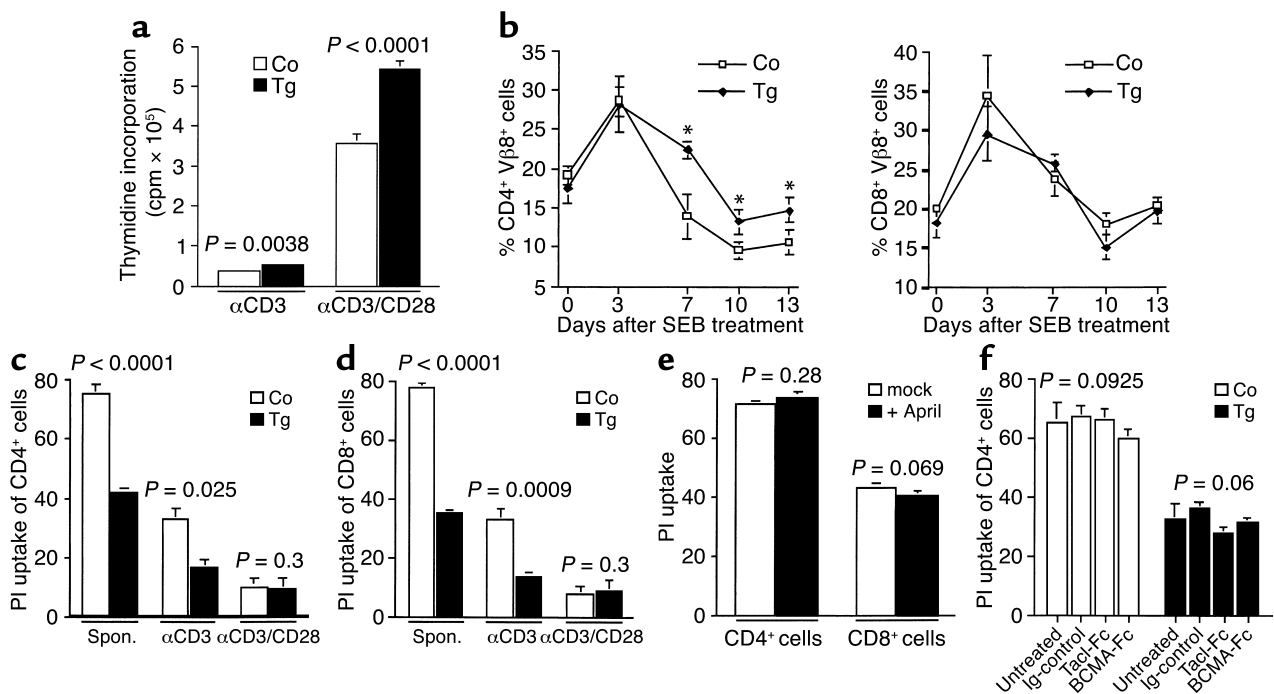 a
Thymidine incorporation
(cpm × 10⁵)
6
5
4
3
2
1
0
P < 0.0001
Co
Tg
P = 0.0038
αCD3
αCD3/CD28
b
% CD4⁺ Vβ8⁺ cells
35
30
25
20
15
10
5
Co
Tg
*
*
*
0 3 7 10 13
Days after SEB treatment
% CD8⁺ Vβ8⁺ cells
40
35
30
25
20
15
10
Co
Tg
0 3 7 10 13
Days after SEB treatment
c
PI uptake of CD4⁺ cells
80
60
40
20
0
P < 0.0001
Co
Tg
P = 0.025
P = 0.3
Spon. αCD3 αCD3/CD28
d
PI uptake of CD8⁺ cells
80
60
40
20
0
P < 0.0001
Co
Tg
P = 0.0009
P = 0.3
Spon. αCD3 αCD3/CD28
e
PI uptake
80
60
40
20
0
P = 0.28
mock
+ April
P = 0.069
CD4⁺ cells
CD8⁺ cells
f
PI uptake of CD4⁺ cells
80
60
40
20
0
P = 0.0925
Co
Tg
P = 0.06
Untreated
Ig-control
TacI-Fc
BCMA-Fc
Untreated
Ig-control
TacI-Fc
BCMA-Fc